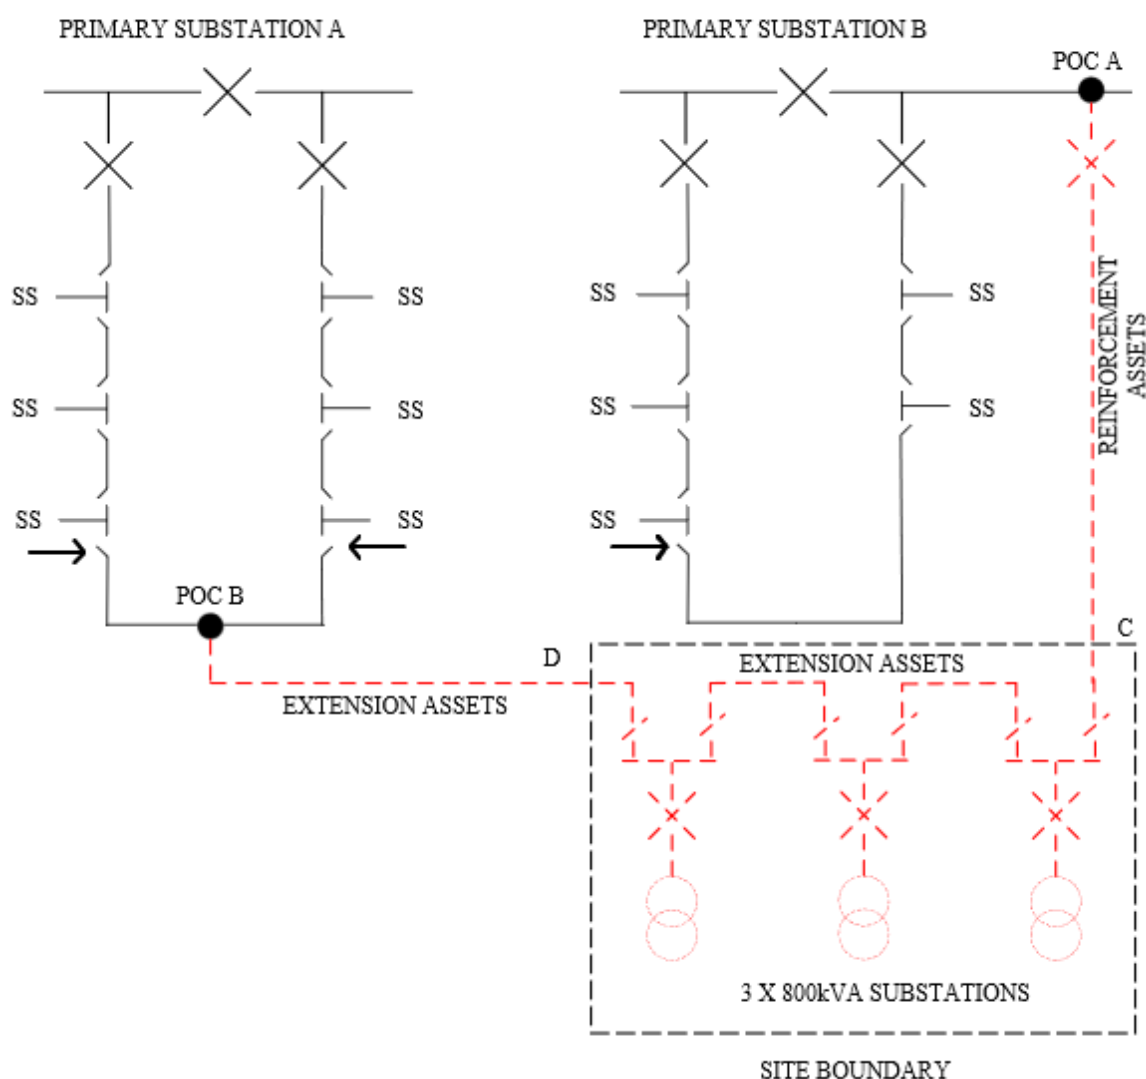 PRIMARY SUBSTATION A
PRIMARY SUBSTATION B
POC A
SS
SS
SS
SS
SS
SS
SS
SS
SS
SS
SS
REINFORCEMENT
ASSETS
POC B
C
D
EXTENSION ASSETS
EXTENSION ASSETS
3 X 800kVA SUBSTATIONS
SITE BOUNDARY